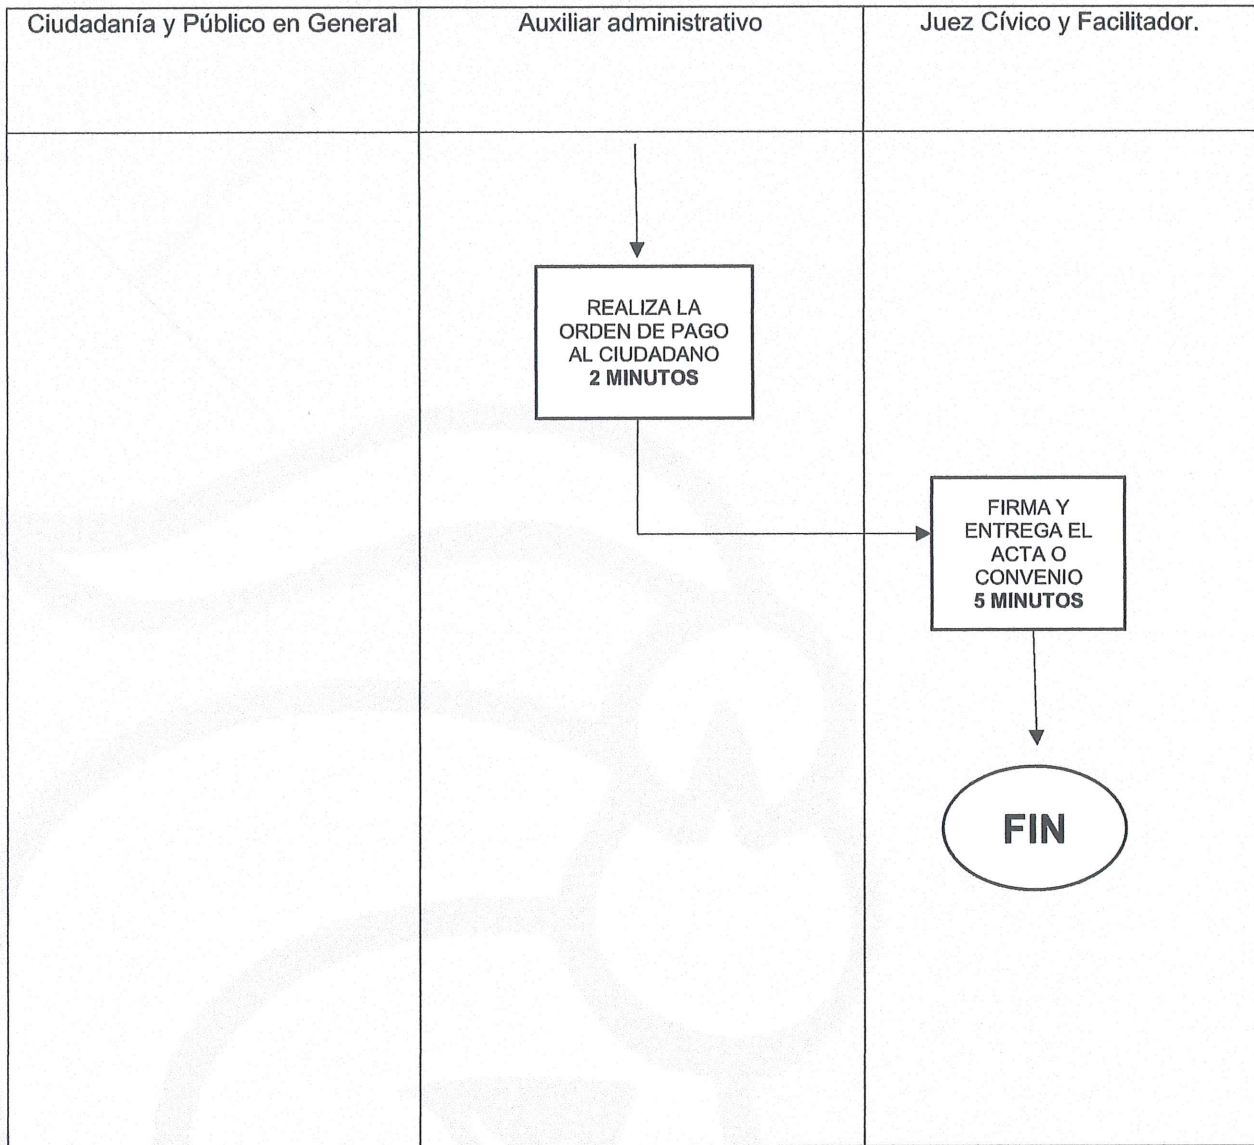 Ciudadanía y Público en General
Auxiliar administrativo
Juez Cívico y Facilitador.
REALIZA LA
ORDEN DE PAGO
AL CIUDADANO
2 MINUTOS
FIRMA Y
ENTREGA EL
ACTA O
CONVENIO
5 MINUTOS
FIN